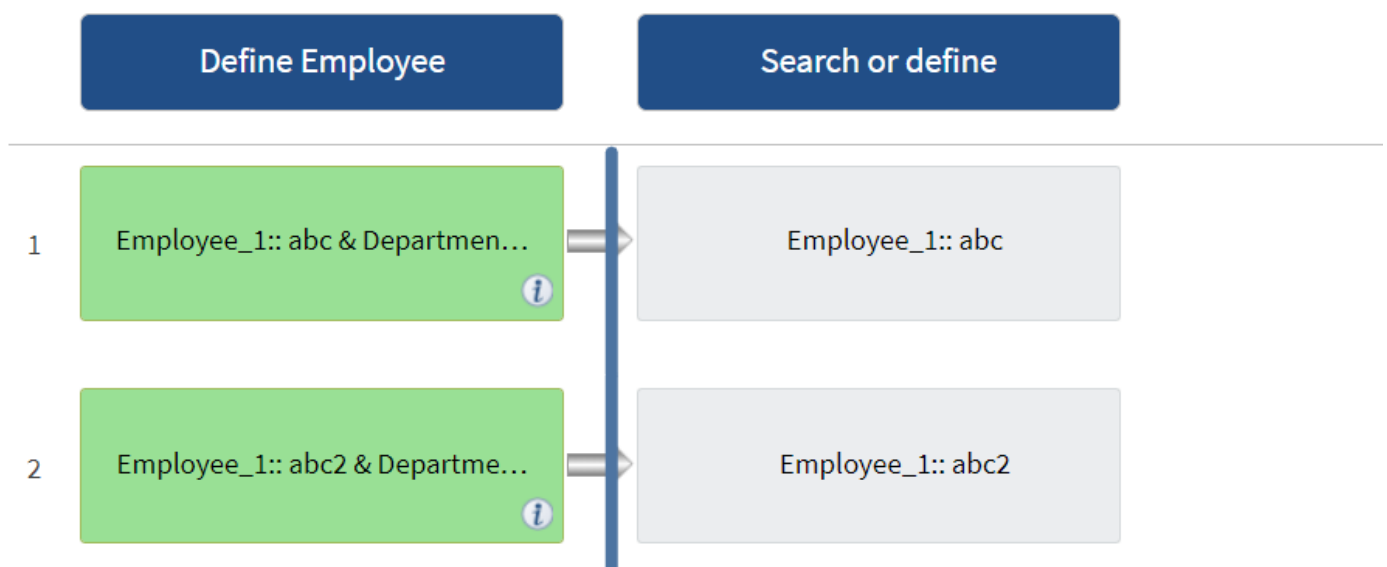 Define Employee
Search or define
1
Employee_1:: abc & Departmen...
Employee_1:: abc
i
2
Employee_1:: abc2 & Departme...
Employee_1:: abc2
i